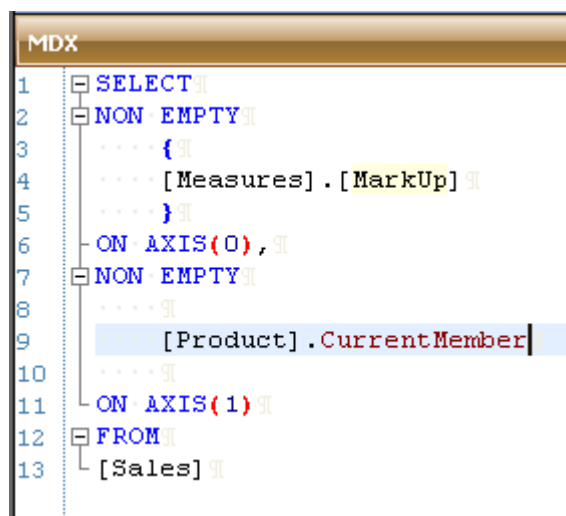 MDX
1 SELECT
2 NON EMPTY
3 {
4 [Measures].[MarkUp]
5 }
6 ON AXIS(0),
7 NON EMPTY
8
9 [Product].CurrentMember
10
11 ON AXIS(1)
12 FROM
13 [Sales]